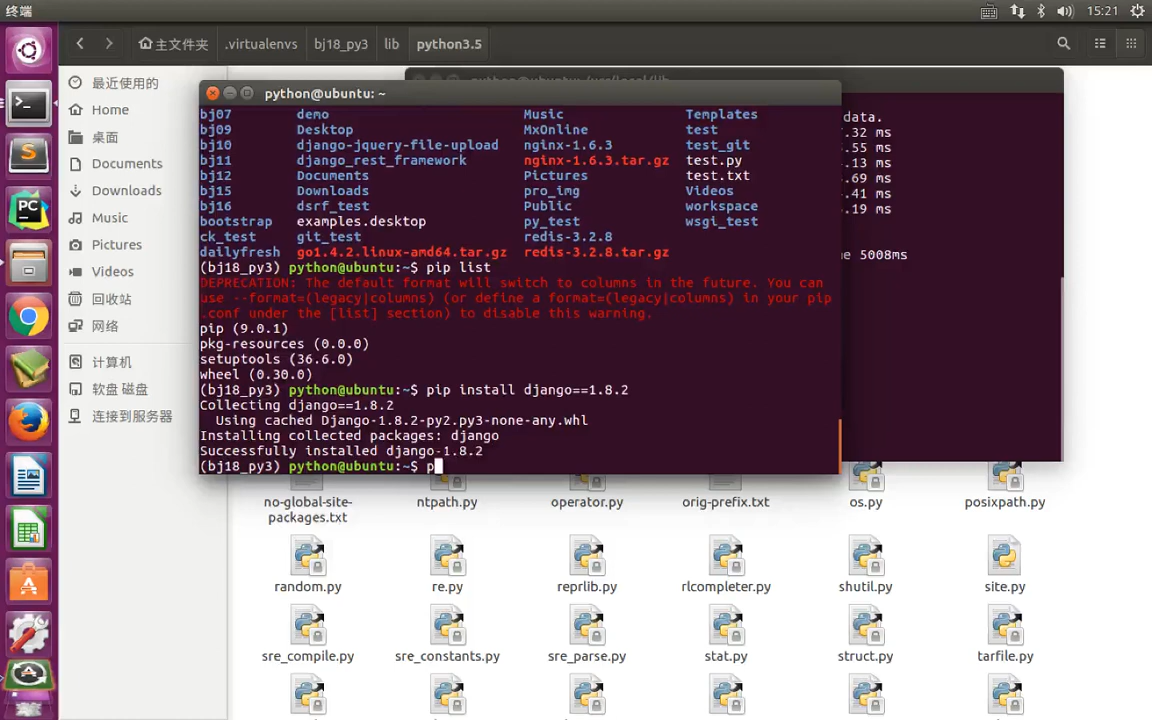 终端
15:21
主文件夹 .virtualenvs bj18_py3 lib python3.5
最近使用的
Home
桌面
Documents
Downloads
Music
Pictures
Videos
回收站
网络
计算机
软盘 磁盘
连接到服务器
python@ubuntu: ~
bj07 demo Music Templates
bj09 Desktop MxOnline test
bj10 django-jquery-file-upload nginx-1.6.3 test_git
bj11 django_rest_framework nginx-1.6.3.tar.gz test.py
bj12 Documents Pictures test.txt
bj15 Downloads pro_img Videos
bj16 dsrf_test Public workspace
bootstrap examples.desktop py_test wsgi_test
ck_test git_test redis-3.2.8
dailyfresh go1.4.2.linux-amd64.tar.gz redis-3.2.8.tar.gz
(bj18_py3) python@ubuntu:~$ pip list
DEPRECATION: The default format will switch to columns in the future. You can
use --format=(legacy|columns) (or define a format=(legacy|columns) in your pip
.conf under the [list] section) to disable this warning.
pip (9.0.1)
pkg-resources (0.0.0)
setuptools (36.6.0)
wheel (0.30.0)
(bj18_py3) python@ubuntu:~$ pip install django==1.8.2
Collecting django==1.8.2
Using cached Django-1.8.2-py2.py3-none-any.whl
Installing collected packages: django
Successfully installed django-1.8.2
(bj18_py3) python@ubuntu:~$ p
data.
.32 ms
.55 ms
.13 ms
.69 ms
.41 ms
.19 ms
e 5008ms
no-global-site-packages.txt ntpath.py operator.py orig-prefix.txt os.py posixpath.py
random.py re.py reprlib.py rlcompleter.py shutil.py site.py
sre_compile.py sre_constants.py sre_parse.py stat.py struct.py tarfile.py